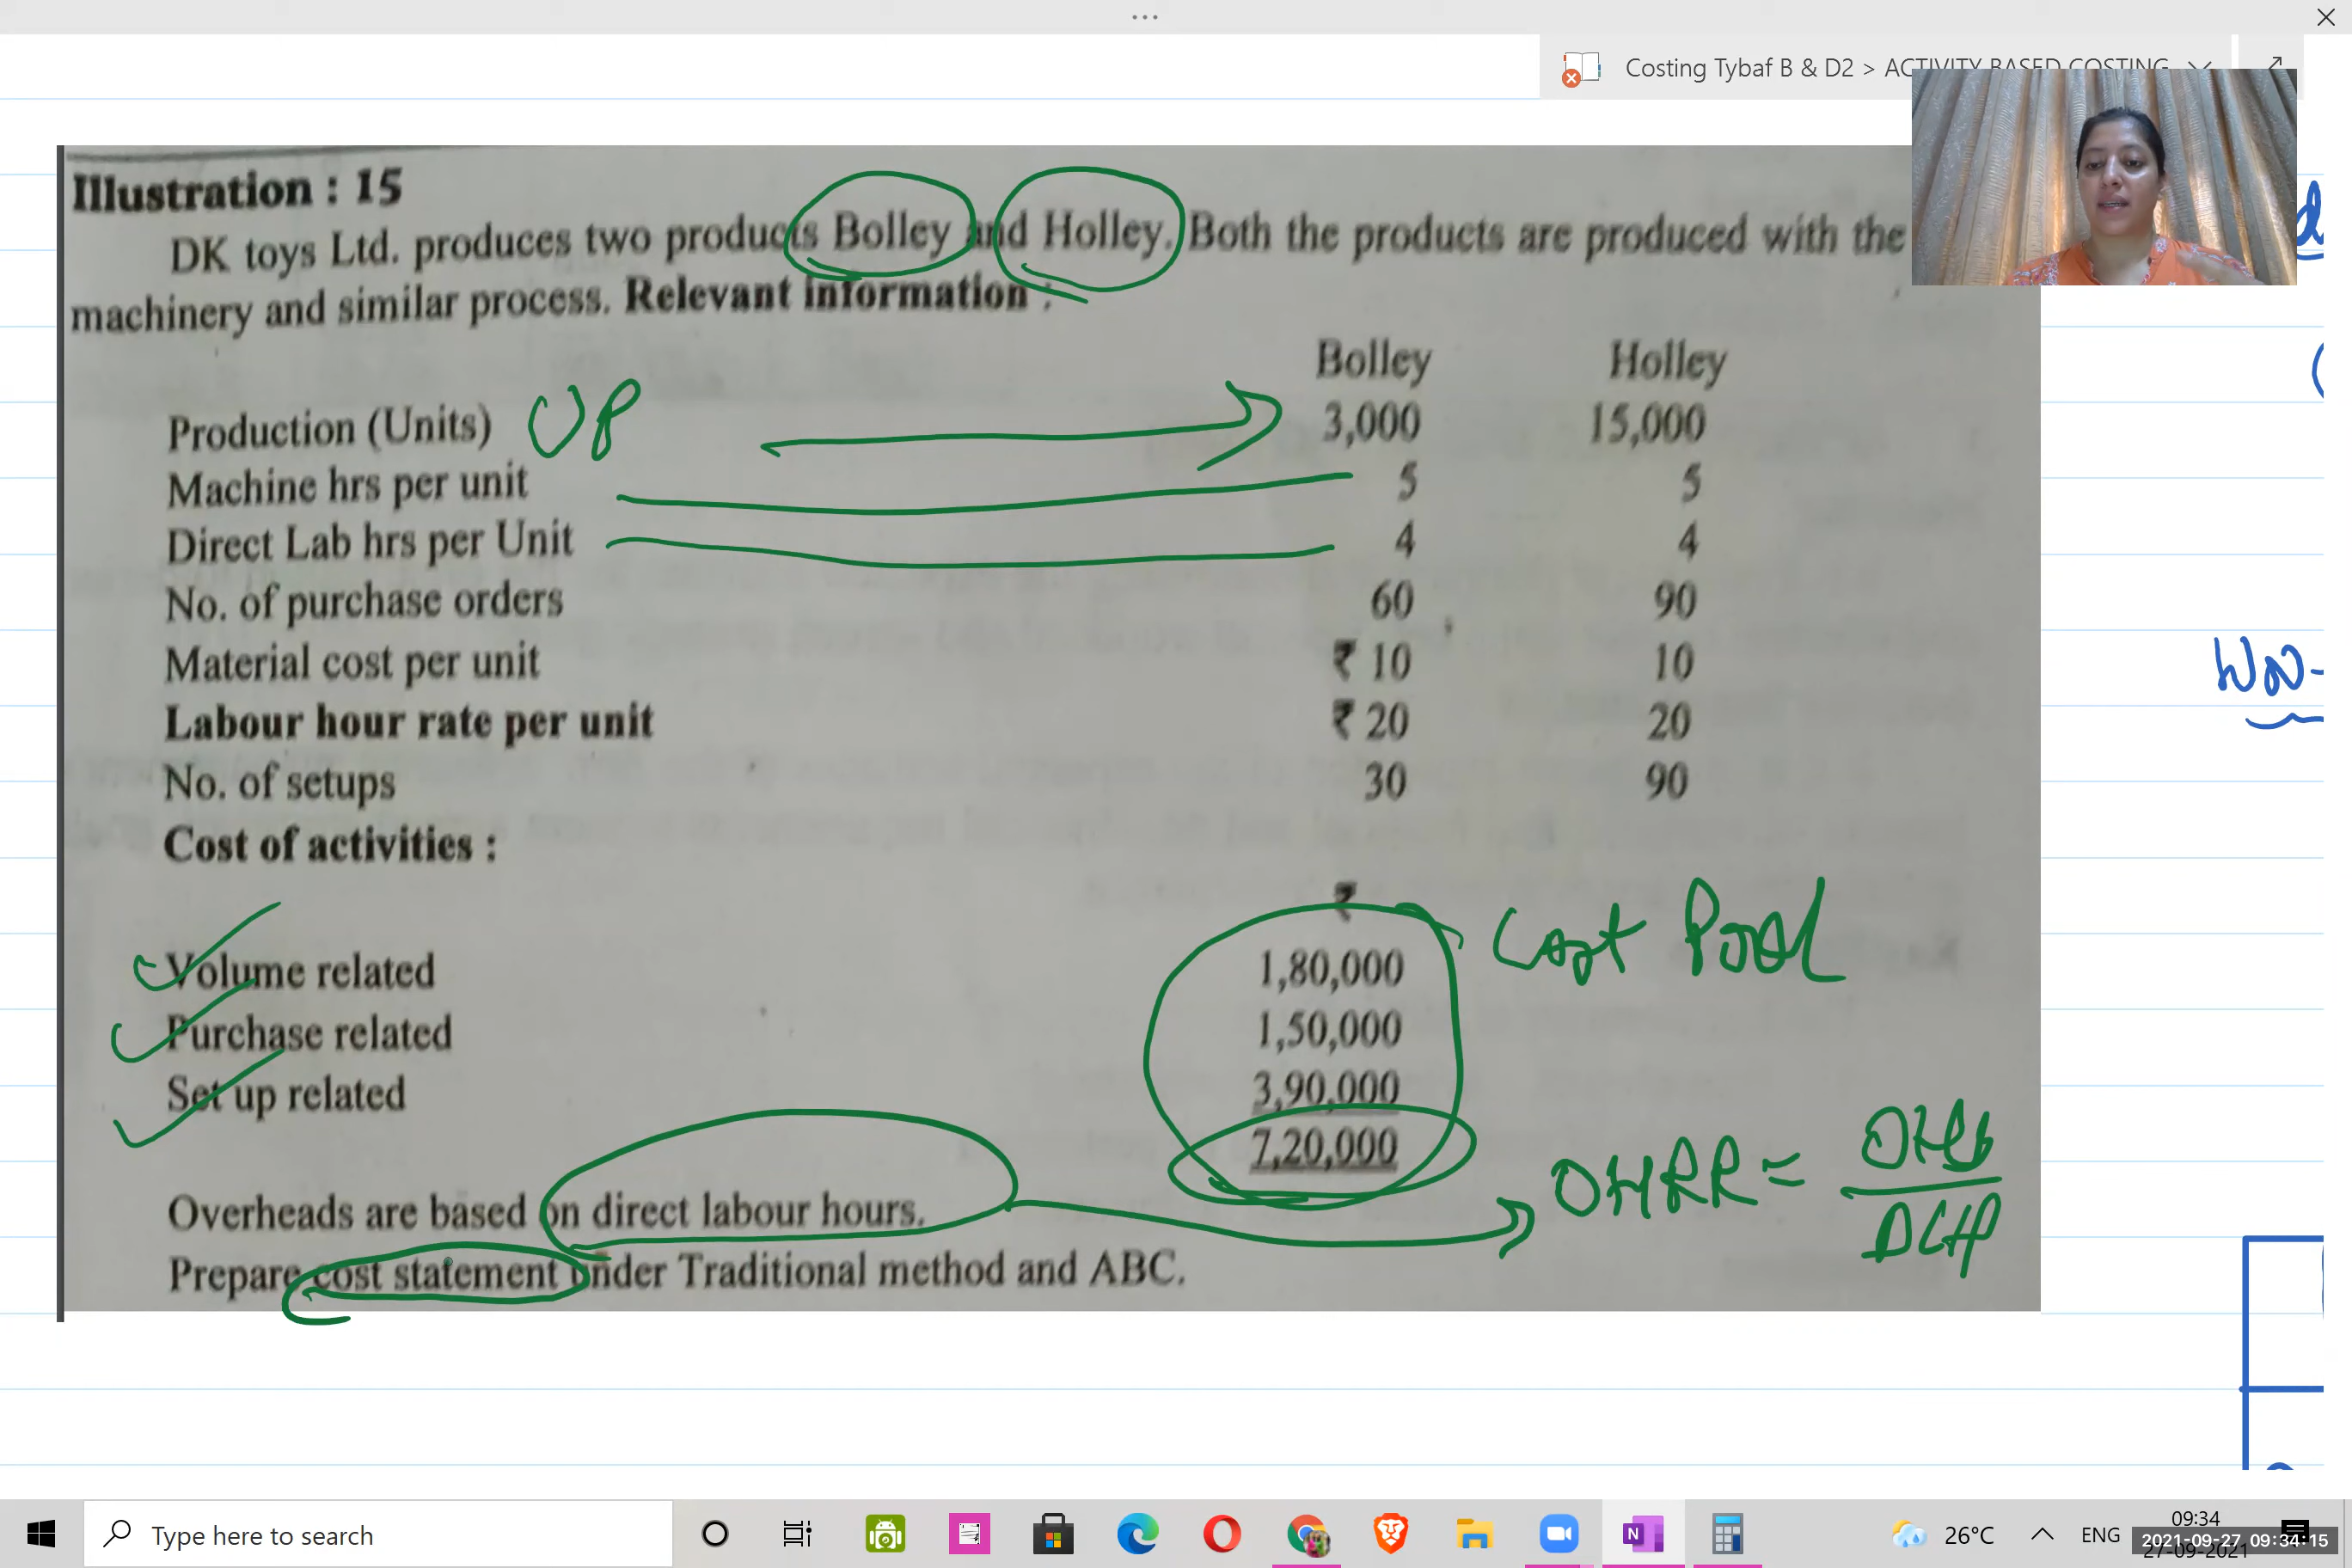 Costing Tybaf B & D2 > ACTIVITY BASED COSTING
Illustration : 15
DK toys Ltd. produces two products Bolley and Holley. Both the products are produced with the
machinery and similar process. Relevant information :
Bolley Holley
Production (Units) UP 3,000 15,000
Machine hrs per unit 5 5
Direct Lab hrs per Unit 4 4
No. of purchase orders 60 90
Material cost per unit ₹ 10 10
Labour hour rate per unit ₹ 20 20
No. of setups 30 90
Cost of activities :
₹
Cost Pool
Volume related 1,80,000
Purchase related 1,50,000
Set up related 3,90,000
7,20,000
OHRR =
Overheads are based on direct labour hours.
Prepare cost statement under Traditional method and ABC.
WN-
Type here to search
26°C
ENG
09:34
27-09-2021
2021-09-27 09:34:15